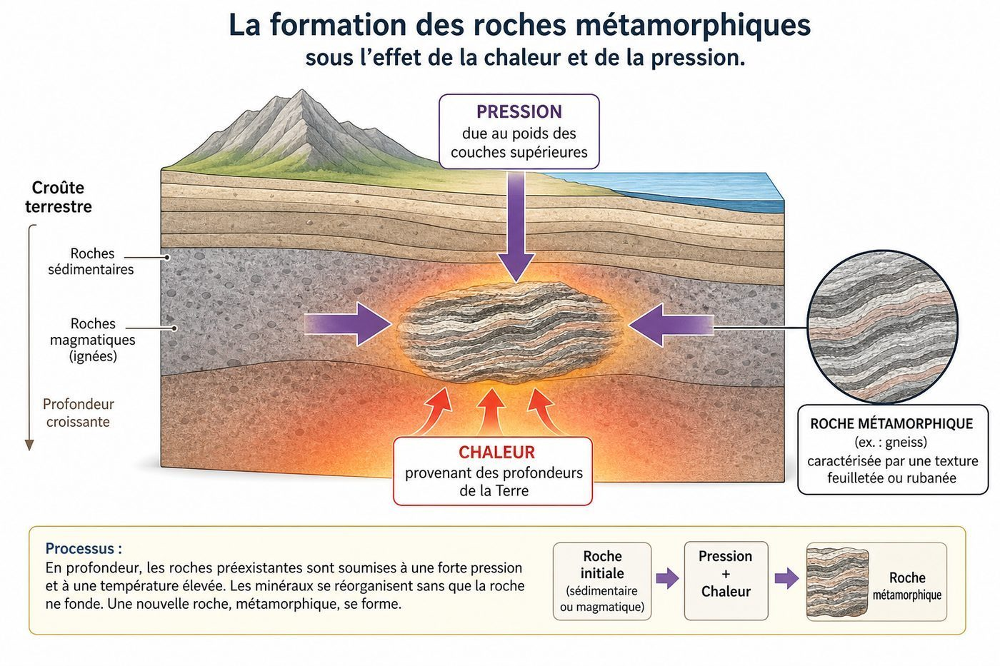 La formation des roches métamorphiques
sous l'effet de la chaleur et de la pression.
PRESSION
due au poids des
couches supérieures
Croûte
terrestre
Roches
sédimentaires
Roches
magmatiques
(ignées)
Profondeur
croissante
CHALEUR
provenant des profondeurs
de la Terre
ROCHE MÉTAMORPHIQUE
(ex. : gneiss)
caractérisée par une texture
feuilletée ou rubanée
Processus :
En profondeur, les roches préexistantes sont soumises à une forte pression
et à une température élevée. Les minéraux se réorganisent sans que la roche
ne fonde. Une nouvelle roche, métamorphique, se forme.
Roche
initiale
(sédimentaire
ou magmatique)
Pression
+
Chaleur
Roche
métamorphique